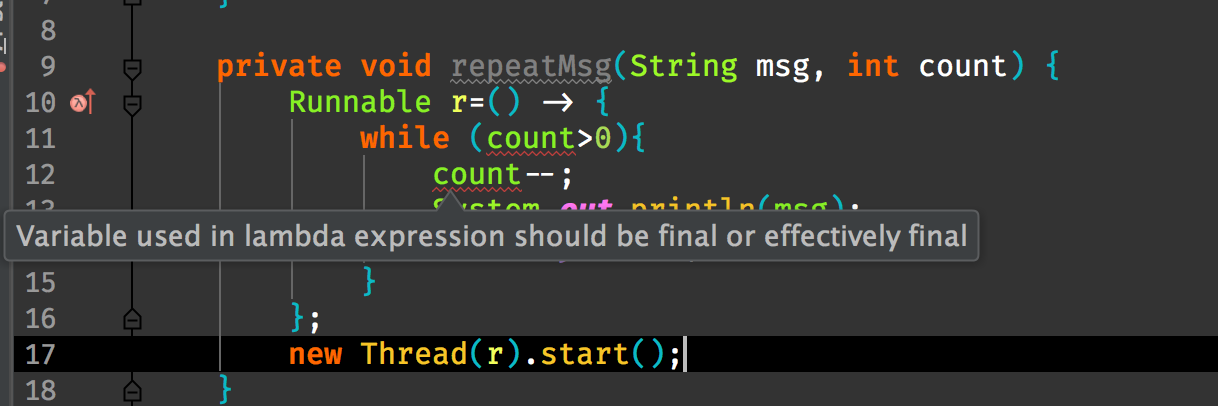 7 }
8
9 private void repeatMsg(String msg, int count) {
10 Runnable r=() -> {
11 while (count>0){
12 count--;
13 System.out.println(msg);
Variable used in lambda expression should be final or effectively final
15 }
16 };
17 new Thread(r).start();
18 }